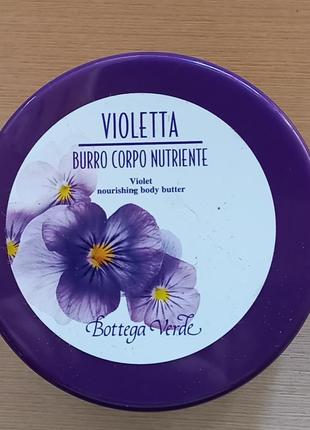 VIOLETTA
BURRO CORPO NUTRIENTE
Violet
nourishing body butter
Bottega Verde